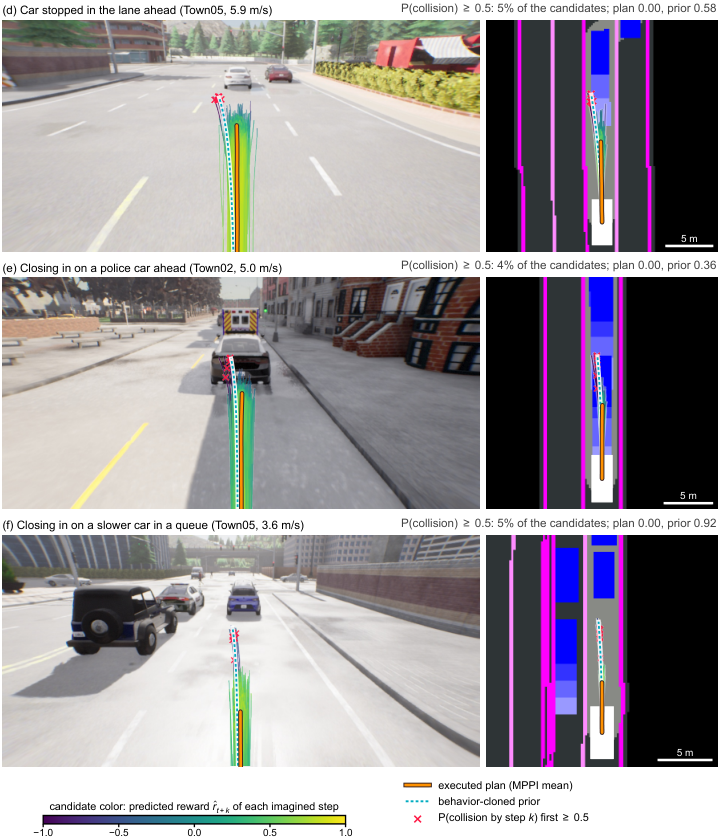 (d) Car stopped in the lane ahead (Town05, 5.9 m/s)
P(collision) ≥ 0.5: 5% of the candidates; plan 0.00, prior 0.58
5 m
(e) Closing in on a police car ahead (Town02, 5.0 m/s)
P(collision) ≥ 0.5: 4% of the candidates; plan 0.00, prior 0.36
5 m
(f) Closing in on a slower car in a queue (Town05, 3.6 m/s)
P(collision) ≥ 0.5: 5% of the candidates; plan 0.00, prior 0.92
5 m
candidate color: predicted reward r̂ₜ₊ₖ of each imagined step
−1.0 −0.5 0.0 0.5 1.0
executed plan (MPPI mean)
behavior-cloned prior
P(collision by step k) first ≥ 0.5